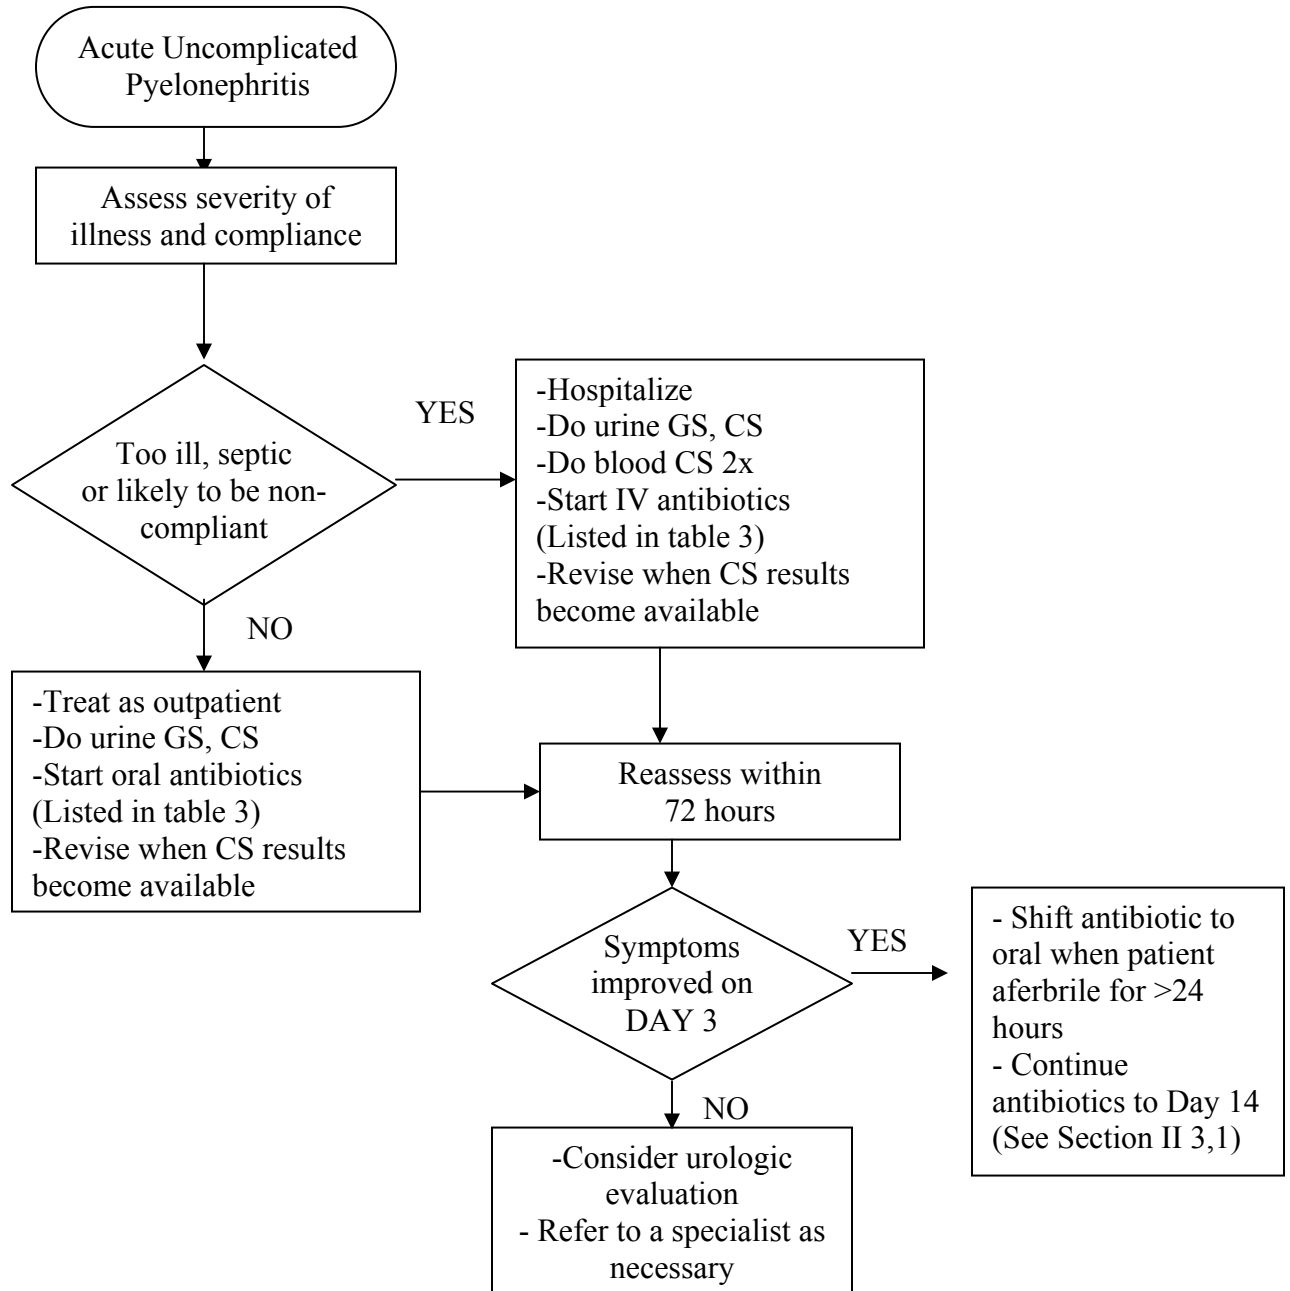 Acute Uncomplicated
Pyelonephritis
Assess severity of
illness and compliance
Too ill, septic
or likely to be non-
compliant
YES
-Hospitalize
-Do urine GS, CS
-Do blood CS 2x
-Start IV antibiotics
(Listed in table 3)
-Revise when CS results
become available
NO
-Treat as outpatient
-Do urine GS, CS
-Start oral antibiotics
(Listed in table 3)
-Revise when CS results
become available
Reassess within
72 hours
Symptoms
improved on
DAY 3
YES
- Shift antibiotic to
oral when patient
aferbrile for >24
hours
- Continue
antibiotics to Day 14
(See Section II 3,1)
NO
-Consider urologic
evaluation
- Refer to a specialist as
necessary